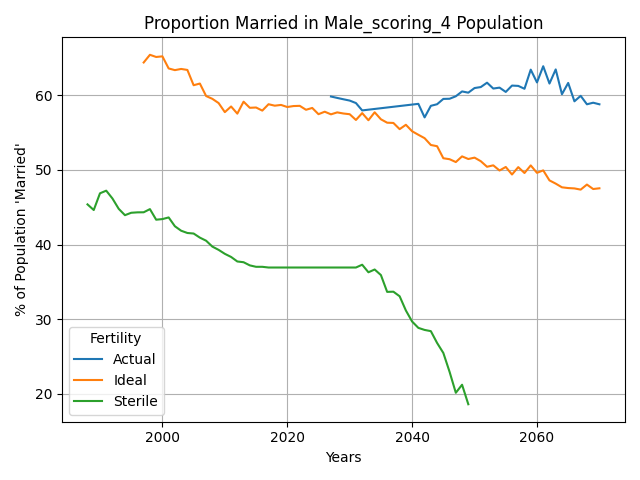 Proportion Married in Male_scoring_4 Population
% of Population 'Married'
60
50
40
30
20
Fertility
Actual
Ideal
Sterile
2000 2020 2040 2060
Years